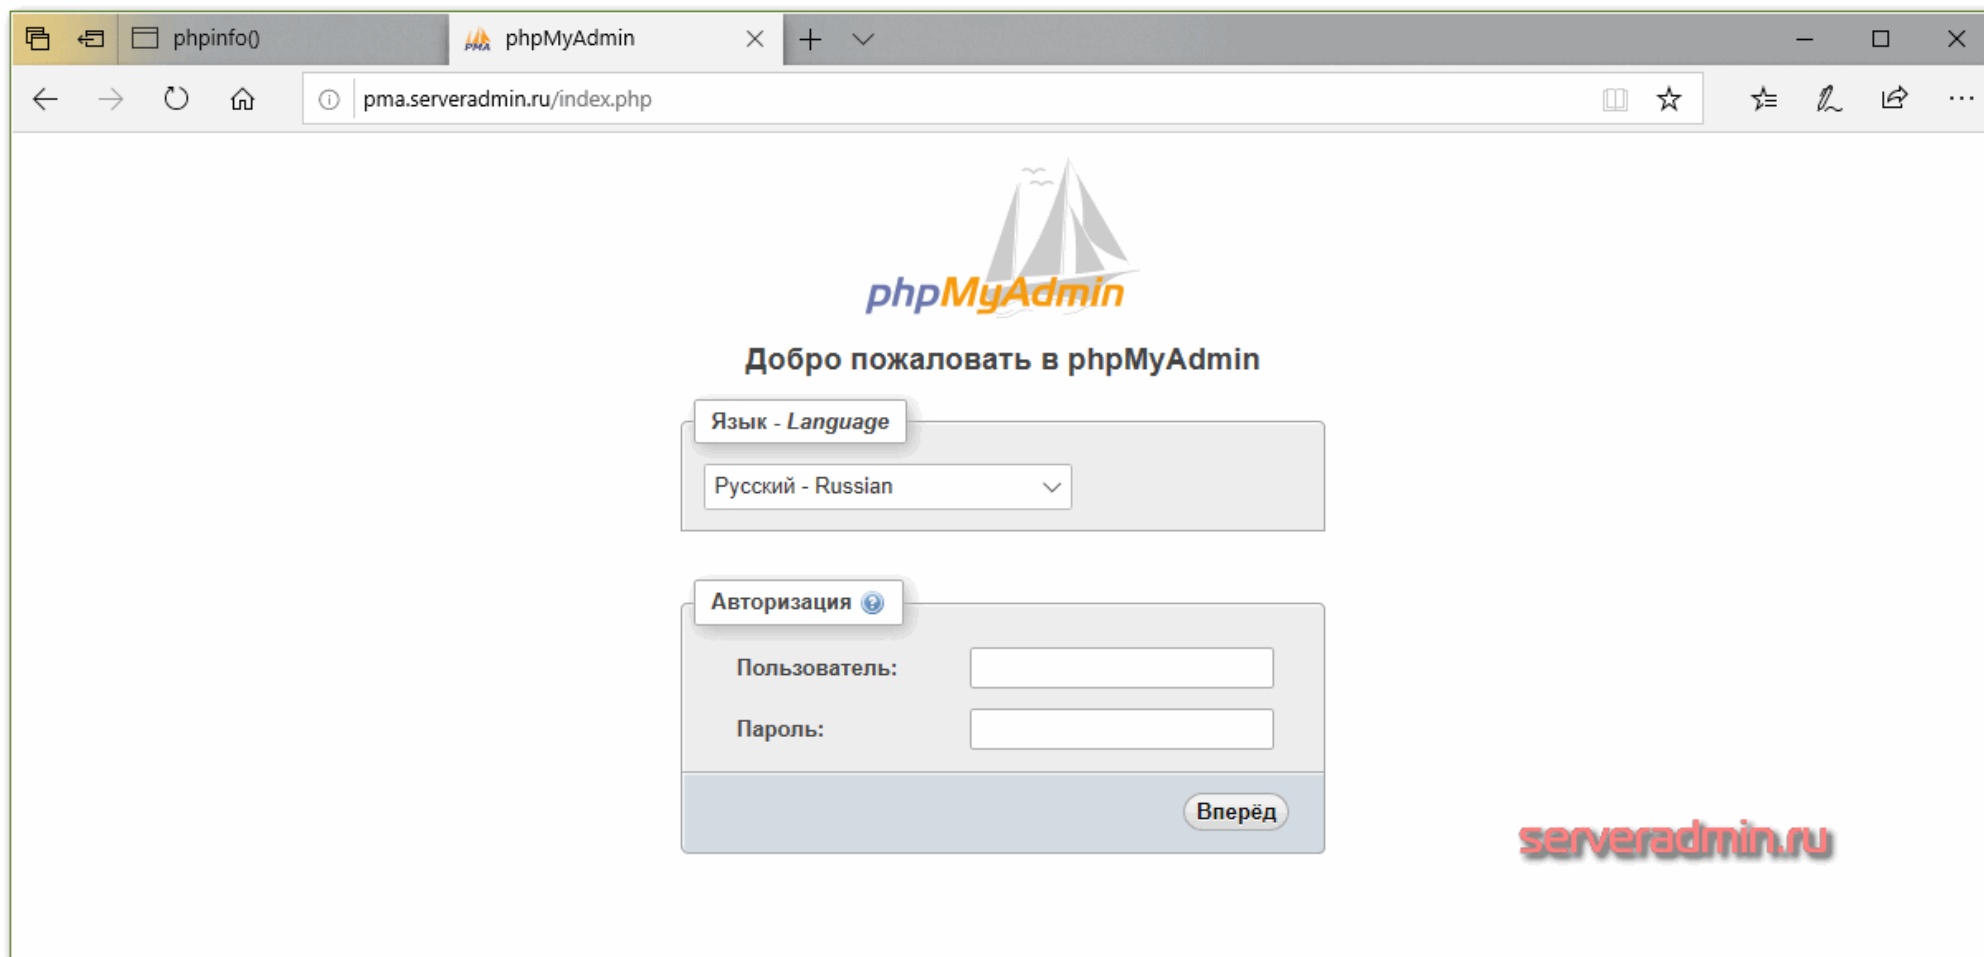 phpinfo()
PMA phpMyAdmin
pma.serveradmin.ru/index.php
phpMyAdmin
Добро пожаловать в phpMyAdmin
Язык - Language
Русский - Russian
Авторизация
Пользователь:
Пароль:
Вперёд
serveradmin.ru